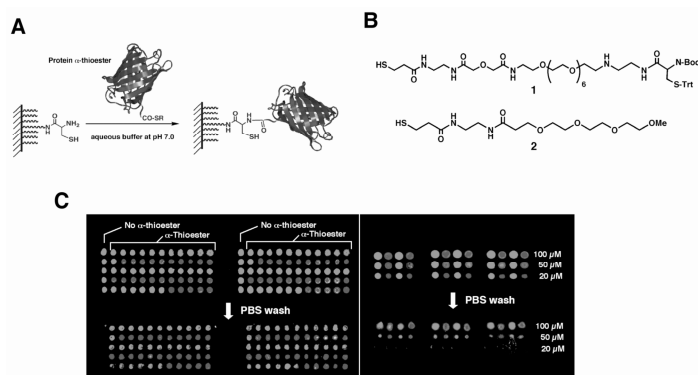 A
Protein α-thioester
CO-SR
NH₂
SH
aqueous buffer at pH 7.0
H
N
O
SH
B
HS
O
H
N
N
H
O
O
O
N
H
O
O
6
H
N
N
H
O
N-Boc
S-Trt
1
HS
O
H
N
N
H
O
O
O
O
OMe
2
C
No α-thioester
α-Thioester
No α-thioester
α-Thioester
PBS wash
100 µM
50 µM
20 µM
PBS wash
100 µM
50 µM
20 µM